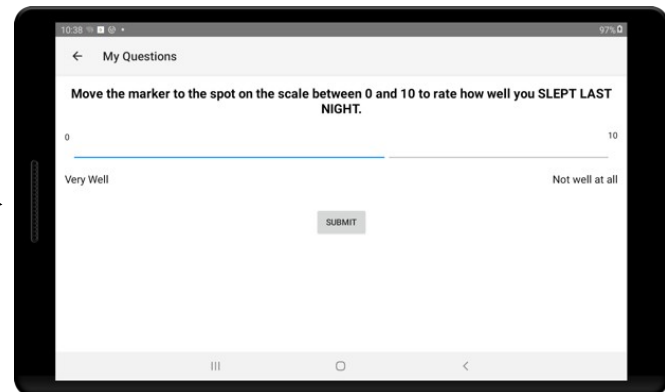 10:38
97%
My Questions
Move the marker to the spot on the scale between 0 and 10 to rate how well you SLEPT LAST
NIGHT.
0
10
Very Well
Not well at all
SUBMIT